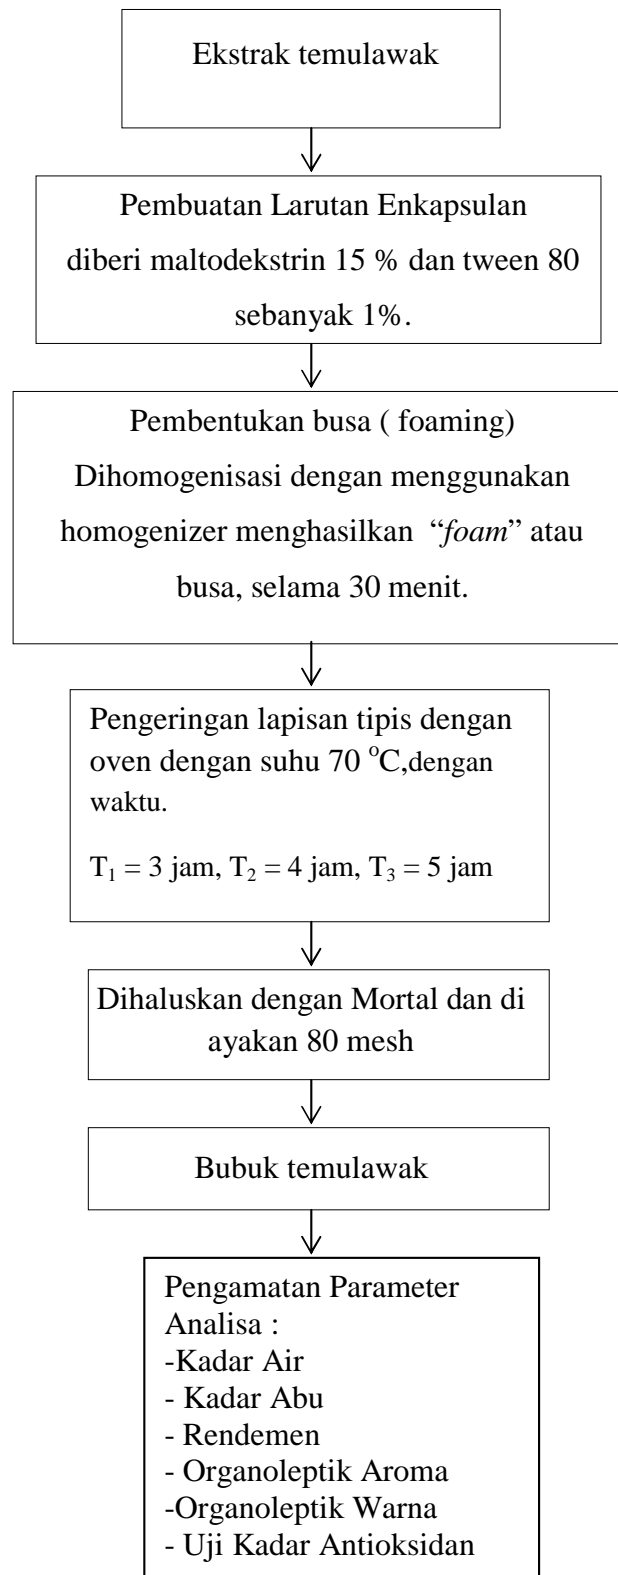 Ekstrak temulawak
Pembuatan Larutan Enkapsulan
diberi maltodekstrin 15 % dan tween 80
sebanyak 1%.
Pembentukan busa ( foaming)
Dihomogenisasi dengan menggunakan
homogenizer menghasilkan “foam” atau
busa, selama 30 menit.
Pengeringan lapisan tipis dengan
oven dengan suhu 70 °C,dengan
waktu.
T₁ = 3 jam, T₂ = 4 jam, T₃ = 5 jam
Dihaluskan dengan Mortal dan di
ayakan 80 mesh
Bubuk temulawak
Pengamatan Parameter
Analisa :
-Kadar Air
- Kadar Abu
- Rendemen
- Organoleptik Aroma
-Organoleptik Warna
- Uji Kadar Antioksidan